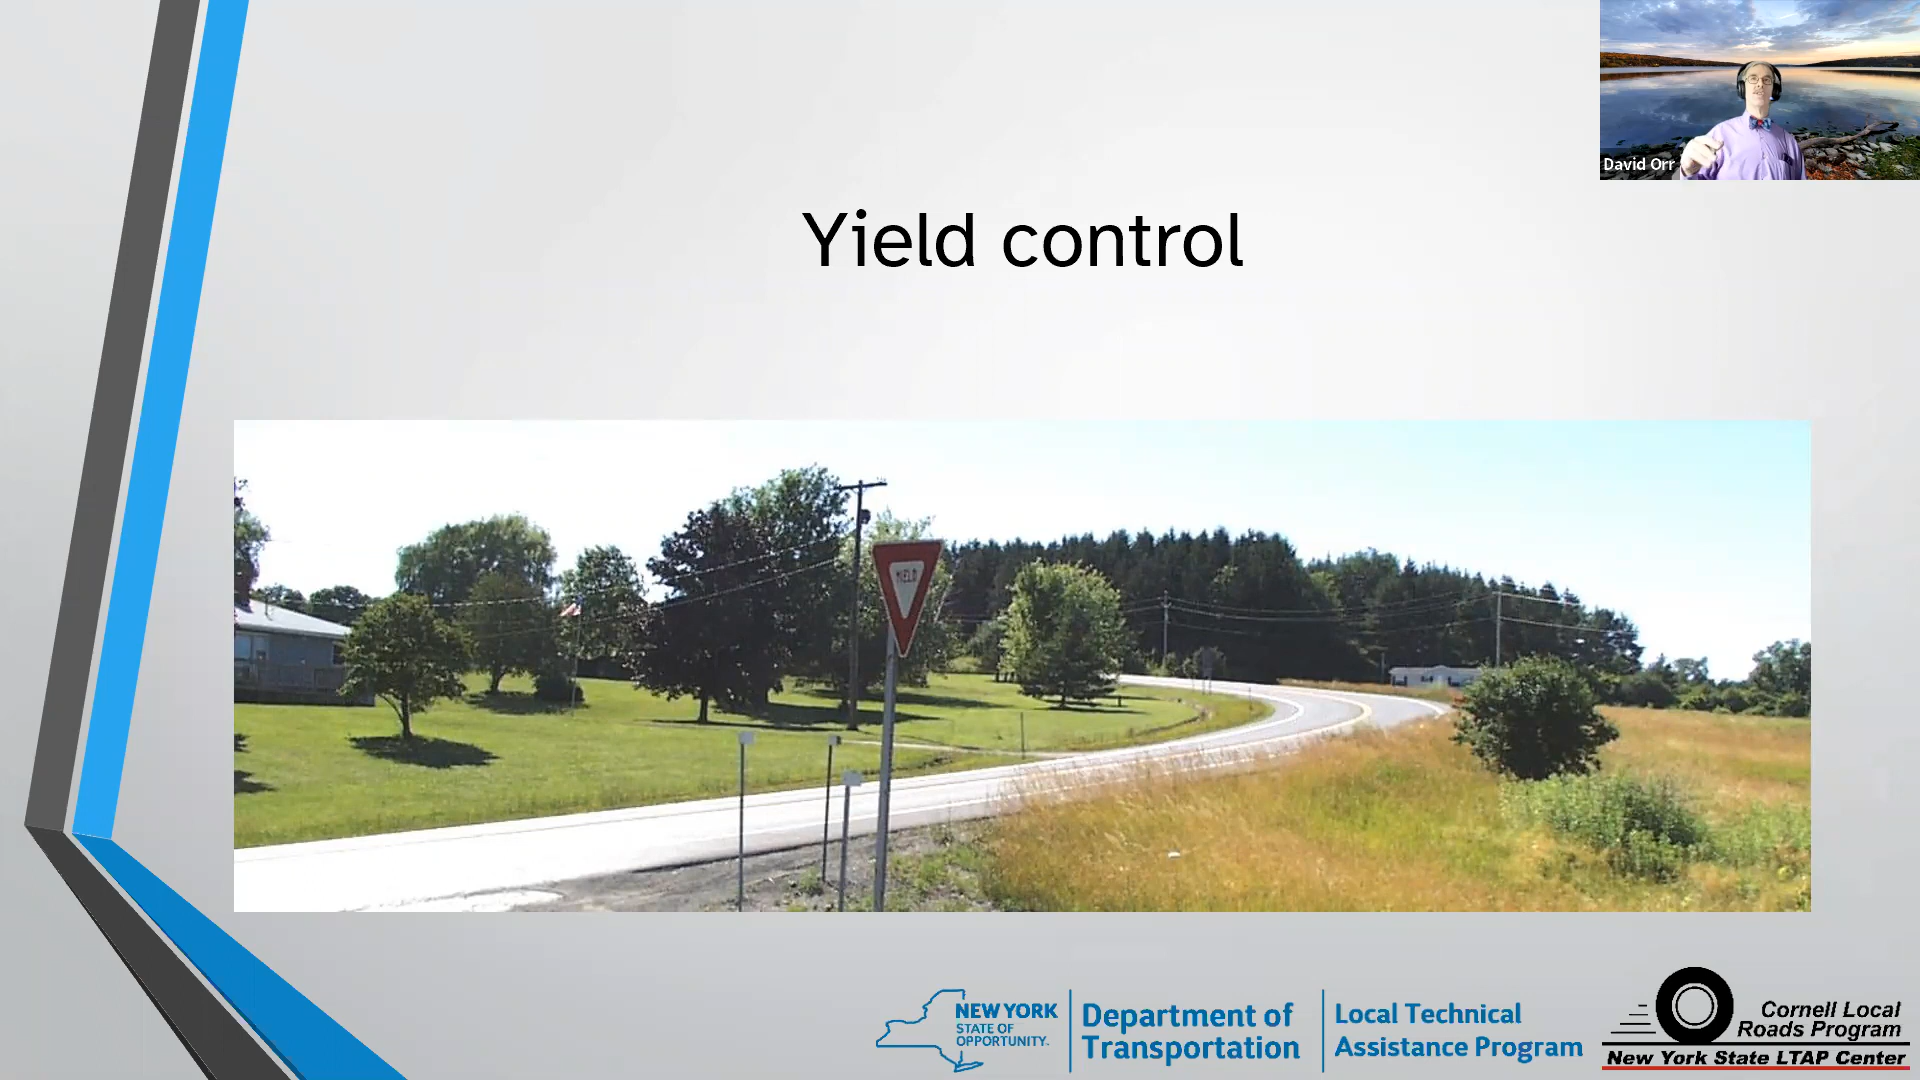 David Orr
Yield control
YIELD
NEW YORK
STATE OF
OPPORTUNITY.
Department of
Transportation
Local Technical
Assistance Program
Cornell Local
Roads Program
New York State LTAP Center